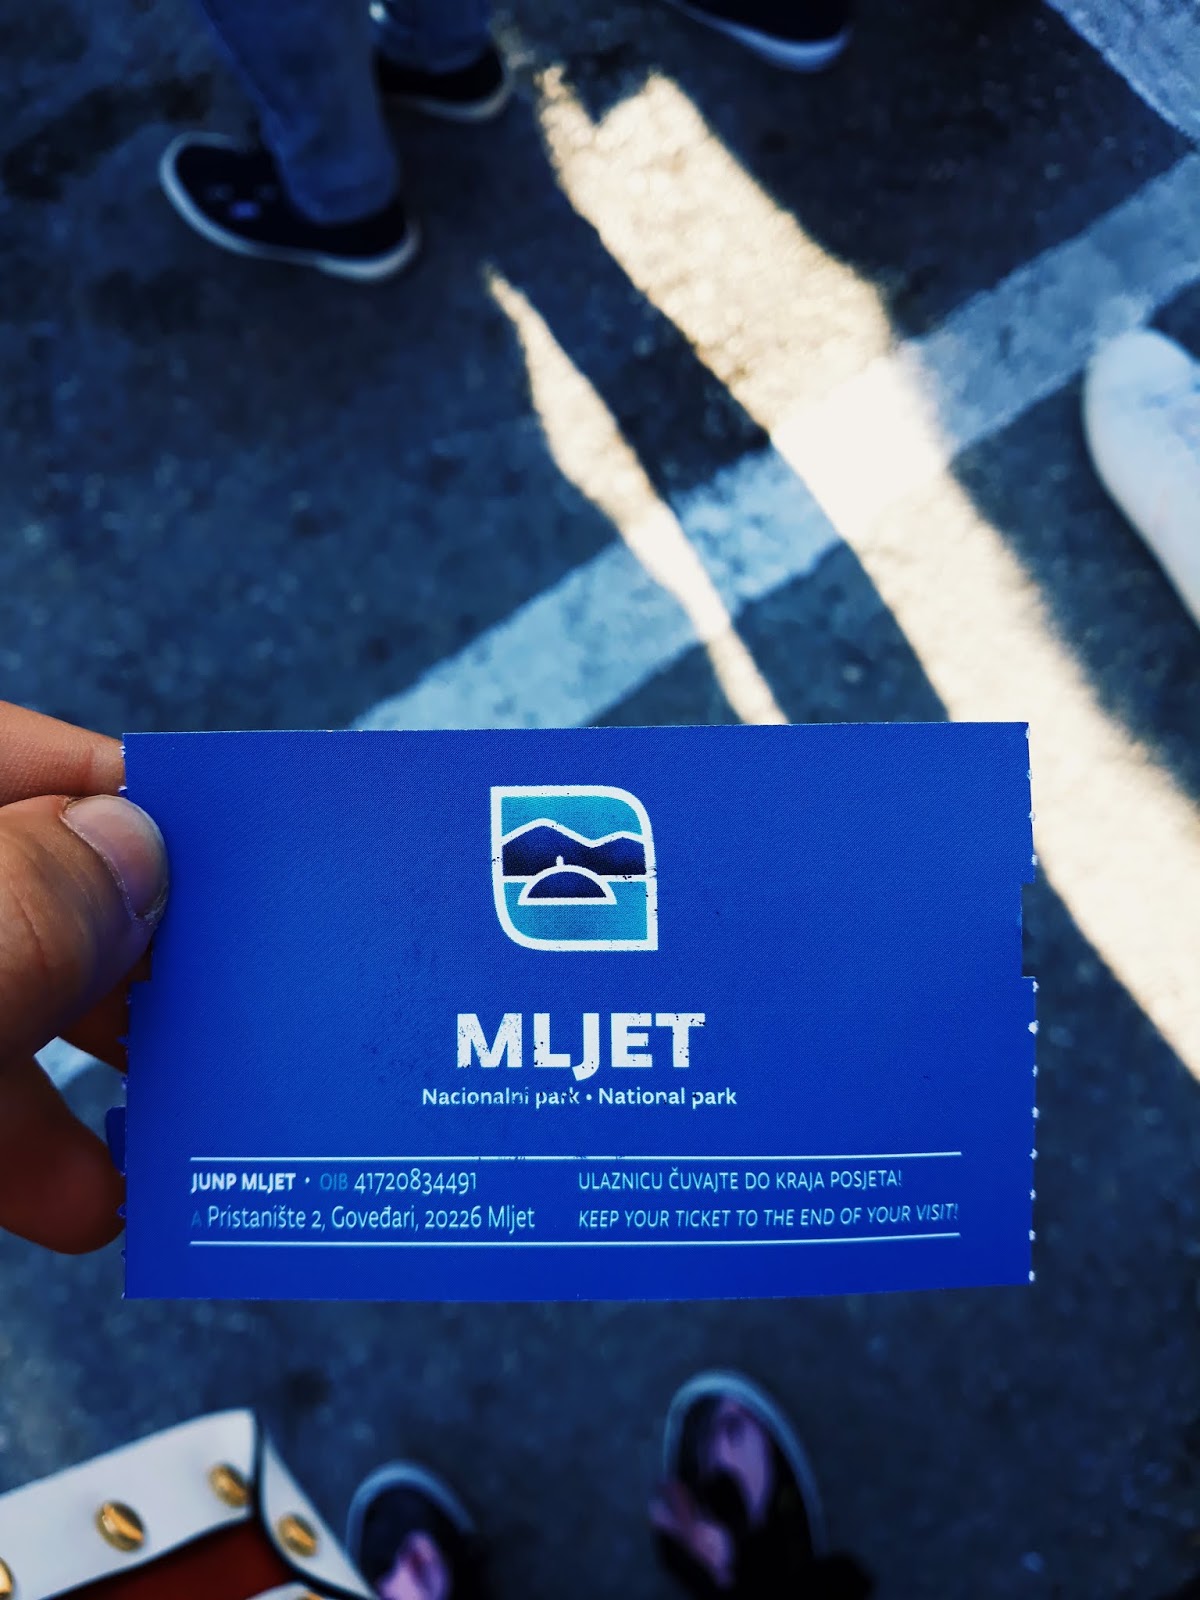 MLJET
Nacionalni park • National park
JUNP MLJET • OIB 41720834491
A Pristanište 2, Goveđari, 20226 Mljet
ULAZNICU ČUVAJTE DO KRAJA POSJETA!
KEEP YOUR TICKET TO THE END OF YOUR VISIT!